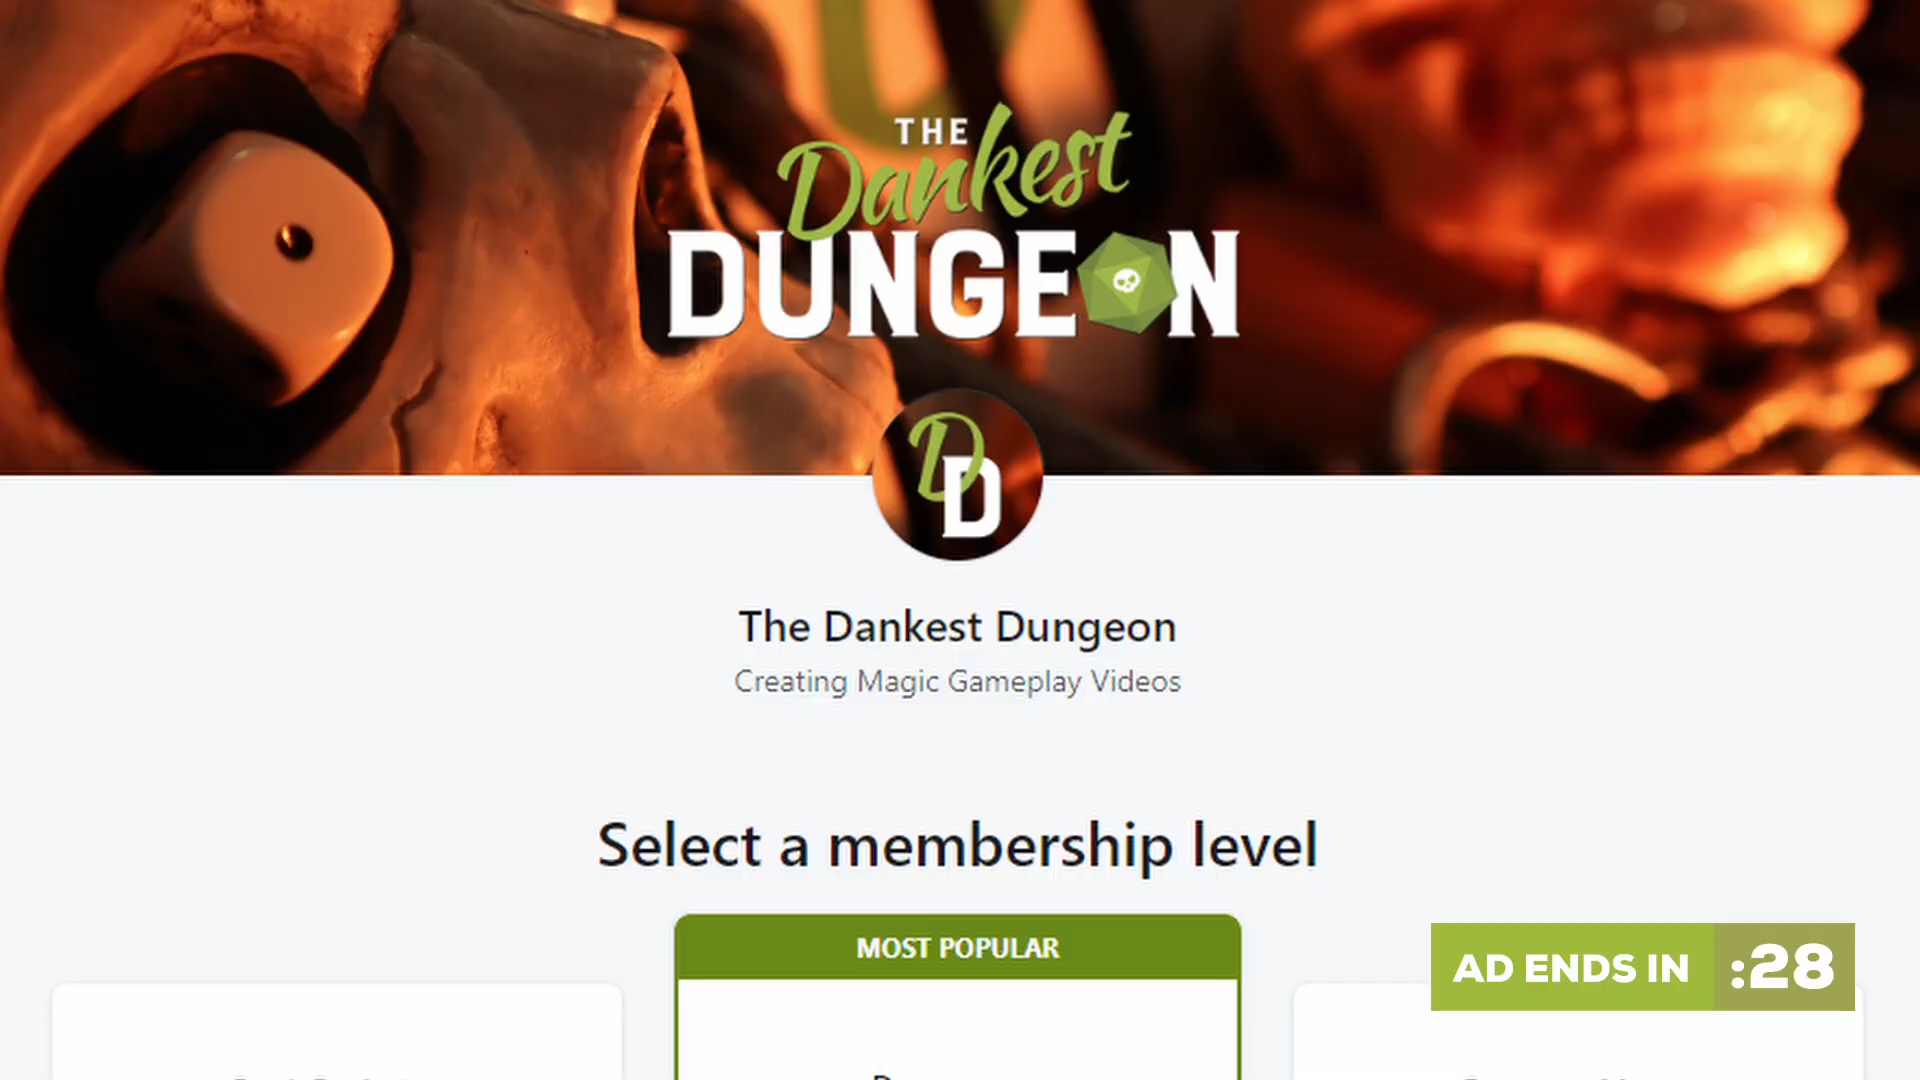 THE
Dankest
DUNGEON
DD
The Dankest Dungeon
Creating Magic Gameplay Videos
Select a membership level
MOST POPULAR
AD ENDS IN :28